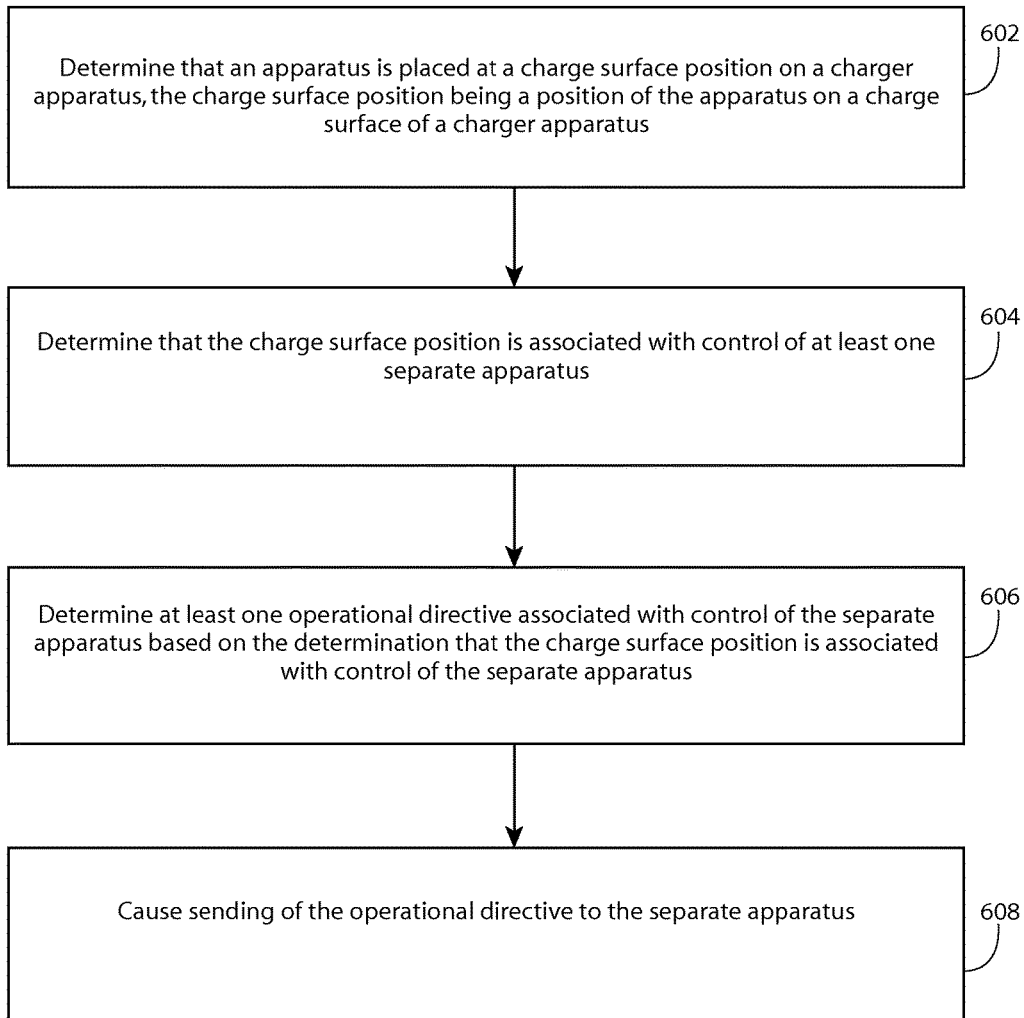 602
Determine that an apparatus is placed at a charge surface position on a charger
apparatus, the charge surface position being a position of the apparatus on a charge
surface of a charger apparatus
604
Determine that the charge surface position is associated with control of at least one
separate apparatus
606
Determine at least one operational directive associated with control of the separate
apparatus based on the determination that the charge surface position is associated
with control of the separate apparatus
Cause sending of the operational directive to the separate apparatus
608